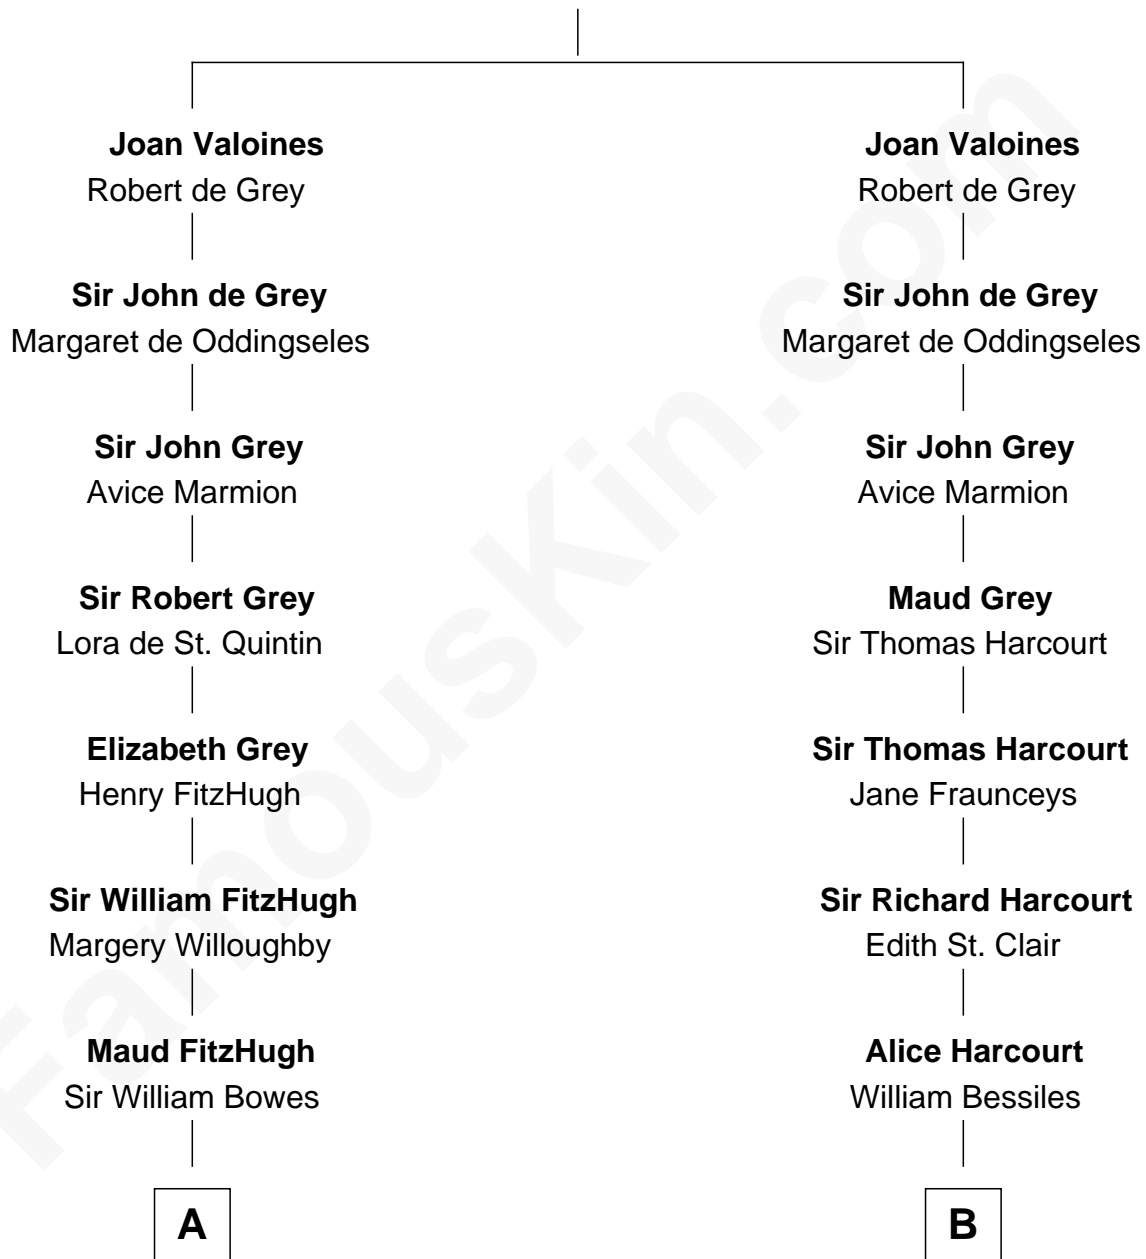 Joan Valoines
Robert de Grey
Sir John de Grey
Margaret de Oddingseles
Sir John Grey
Avice Marmion
Sir Robert Grey
Lora de St. Quintin
Elizabeth Grey
Henry FitzHugh
Sir William FitzHugh
Margery Willoughby
Maud FitzHugh
Sir William Bowes
A
Joan Valoines
Robert de Grey
Sir John de Grey
Margaret de Oddingseles
Sir John Grey
Avice Marmion
Maud Grey
Sir Thomas Harcourt
Sir Thomas Harcourt
Jane Fraunceys
Sir Richard Harcourt
Edith St. Clair
Alice Harcourt
William Bessiles
B
FamousKin.com